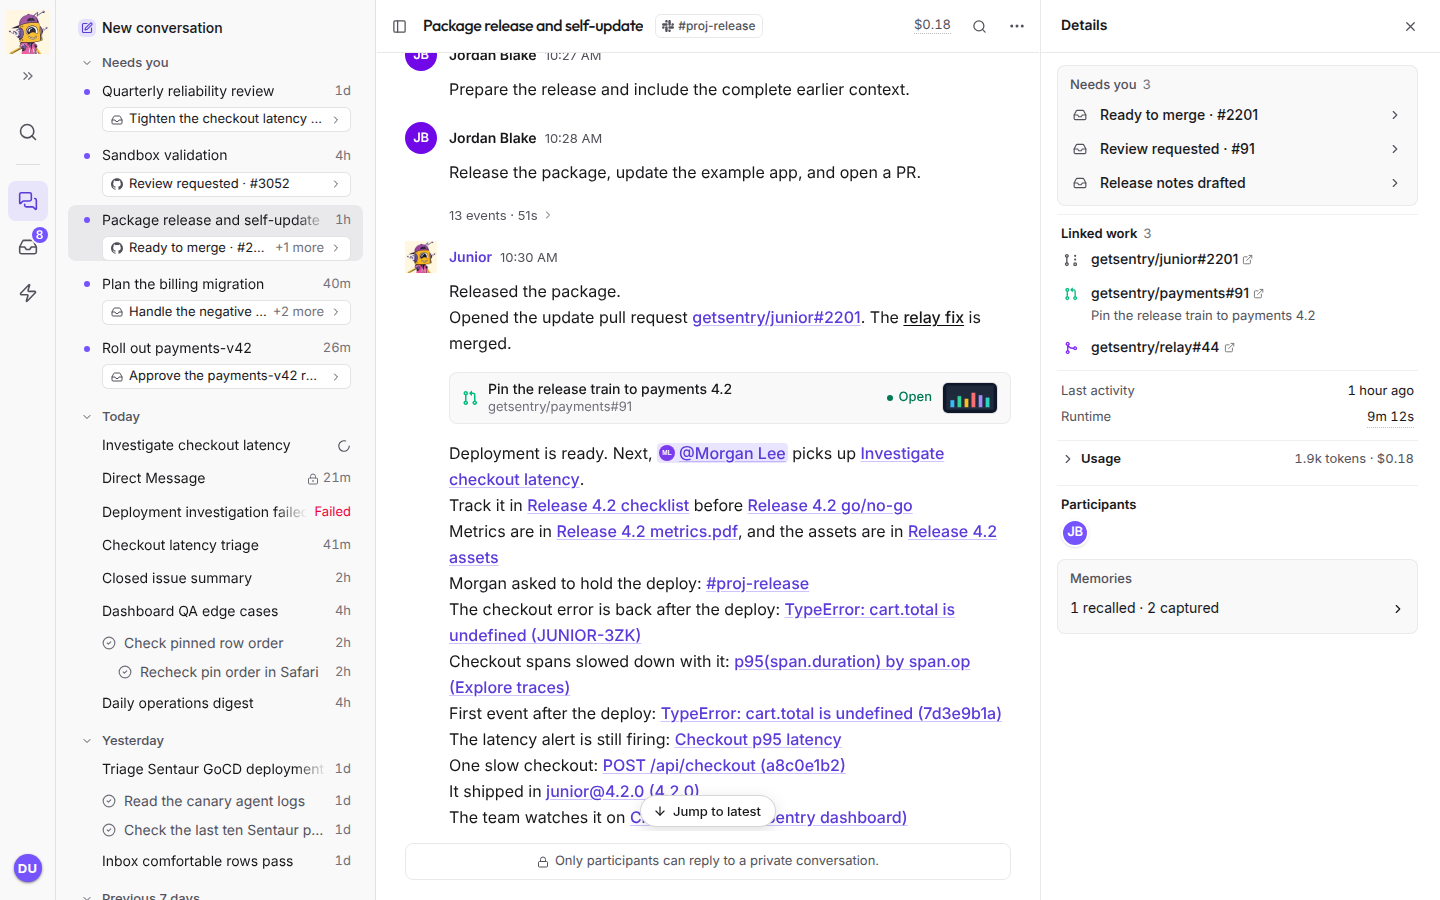 New conversation
Needs you
Quarterly reliability review 1d
Tighten the checkout latency ...
Sandbox validation 4h
Review requested · #3052
Package release and self-update 1h
Ready to merge · #2... +1 more
8
Plan the billing migration 40m
Handle the negative ... +2 more
Roll out payments-v42 26m
Approve the payments-v42 r...
Today
Investigate checkout latency
Direct Message 21m
Deployment investigation failed Failed
Checkout latency triage 41m
Closed issue summary 2h
Dashboard QA edge cases 4h
Check pinned row order 2h
Recheck pin order in Safari 2h
Daily operations digest 4h
Yesterday
Triage Sentaur GoCD deployment 1d
Read the canary agent logs 1d
Check the last ten Sentaur p... 1d
Inbox comfortable rows pass 1d
Previous 7 days
DU
Package release and self-update #proj-release $0.18
JB Jordan Blake 10:27 AM
Prepare the release and include the complete earlier context.
JB Jordan Blake 10:28 AM
Release the package, update the example app, and open a PR.
13 events · 51s
Junior 10:30 AM
Released the package.
Opened the update pull request getsentry/junior#2201. The relay fix is
merged.
Pin the release train to payments 4.2
getsentry/payments#91
Open
Deployment is ready. Next, ML @Morgan Lee picks up Investigate
checkout latency.
Track it in Release 4.2 checklist before Release 4.2 go/no-go
Metrics are in Release 4.2 metrics.pdf, and the assets are in Release 4.2
assets
Morgan asked to hold the deploy: #proj-release
The checkout error is back after the deploy: TypeError: cart.total is
undefined (JUNIOR-3ZK)
Checkout spans slowed down with it: p95(span.duration) by span.op
(Explore traces)
First event after the deploy: TypeError: cart.total is undefined (7d3e9b1a)
The latency alert is still firing: Checkout p95 latency
One slow checkout: POST /api/checkout (a8c0e1b2)
It shipped in junior@4.2.0 (4.2.0)
The team watches it on dashboard)
Jump to latest
Only participants can reply to a private conversation.
Details
Needs you 3
Ready to merge · #2201
Review requested · #91
Release notes drafted
Linked work 3
getsentry/junior#2201
getsentry/payments#91
Pin the release train to payments 4.2
getsentry/relay#44
Last activity 1 hour ago
Runtime 9m 12s
Usage 1.9k tokens · $0.18
Participants
JB
Memories
1 recalled · 2 captured